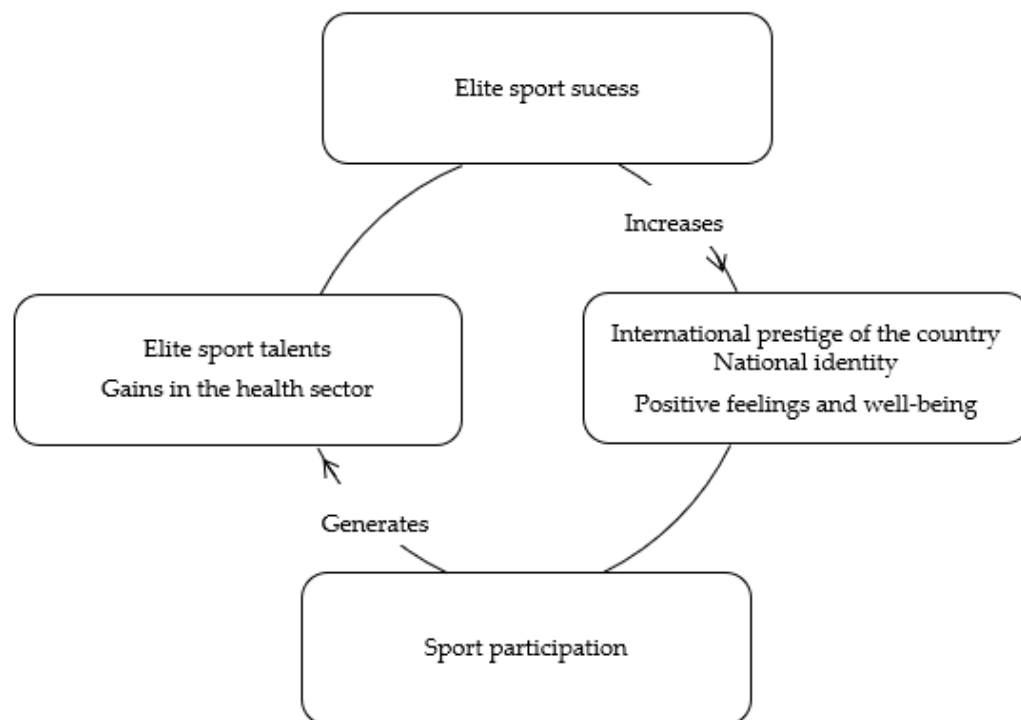 Elite sport sucess
Increases
International prestige of the country
National identity
Positive feelings and well-being
Elite sport talents
Gains in the health sector
Generates
Sport participation